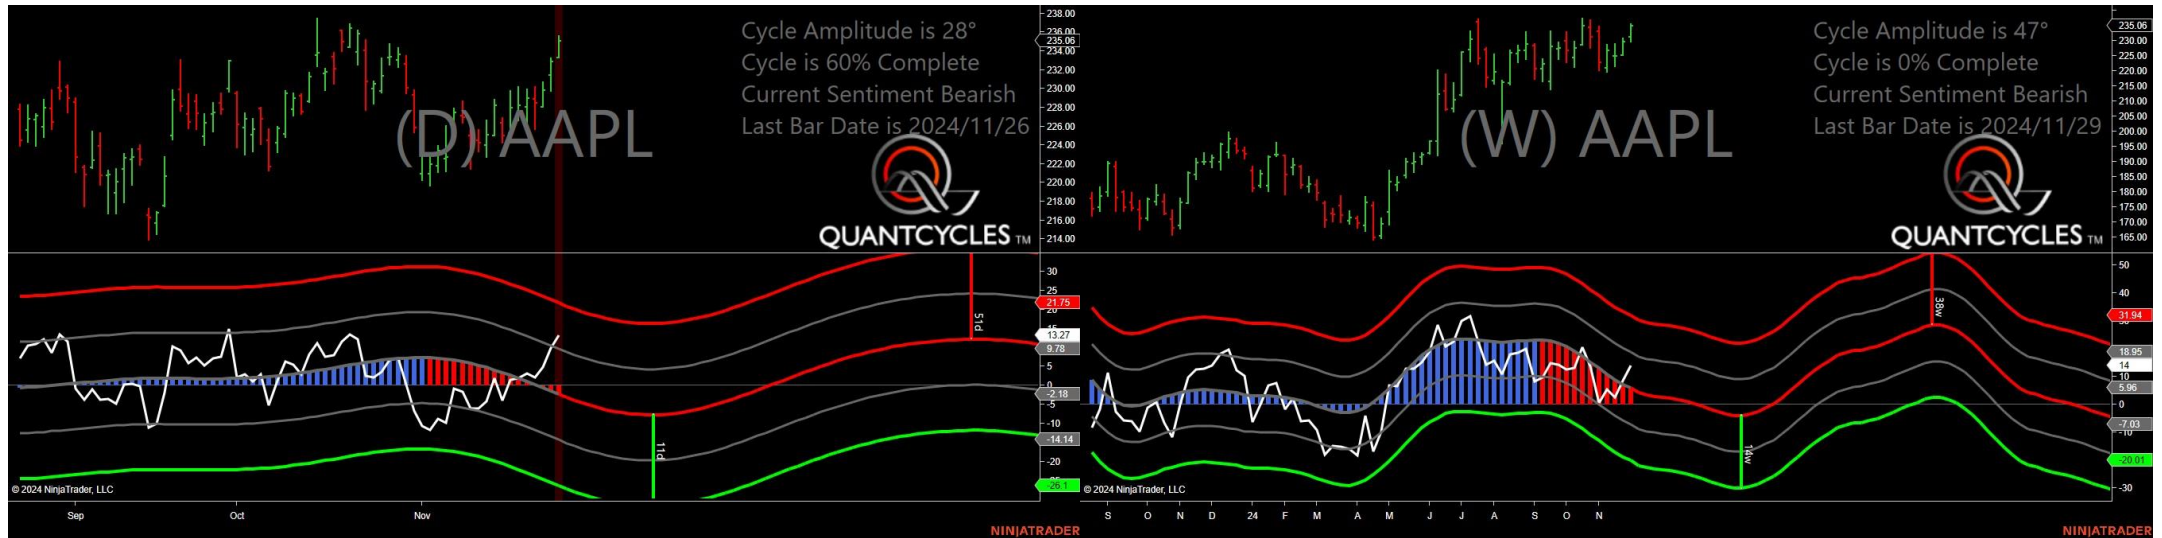 Cycle Amplitude is 28°
Cycle is 60% Complete
Current Sentiment Bearish
Last Bar Date is 2024/11/26
(D) AAPL
QUANTCYCLES TM
238.00
236.00
235.06
234.00
232.00
230.00
228.00
226.00
224.00
222.00
220.00
218.00
216.00
214.00
30
25
21.75
20
15
13.27
9.78
5
0
-2.18
-5
-10
-14.14
-20
-26.1
51d
11d
© 2024 NinjaTrader, LLC
Sep
Oct
Nov
NINJATRADER
Cycle Amplitude is 47°
Cycle is 0% Complete
Current Sentiment Bearish
Last Bar Date is 2024/11/29
(W) AAPL
QUANTCYCLES TM
235.06
230.00
225.00
220.00
215.00
210.00
205.00
200.00
195.00
190.00
185.00
180.00
175.00
170.00
165.00
50
40
31.94
30
18.95
14
10
5.96
0
-7.03
-10
-20.01
-30
38w
14w
© 2024 NinjaTrader, LLC
S
O
N
D
24
F
M
A
M
J
J
A
S
O
N
NINJATRADER